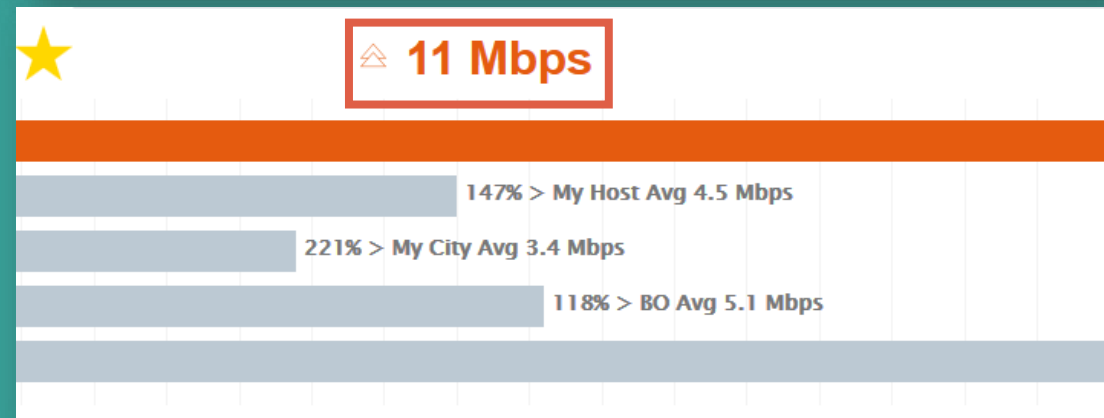 11 Mbps
147% > My Host Avg 4.5 Mbps
221% > My City Avg 3.4 Mbps
118% > BO Avg 5.1 Mbps